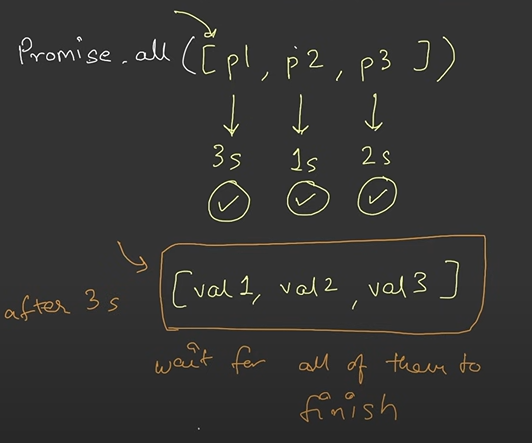 Promise.all ([p1, p2, p3 ])
3s 1s 2s
after 3s
[val1, val2, val3 ]
wait for all of them to
finish